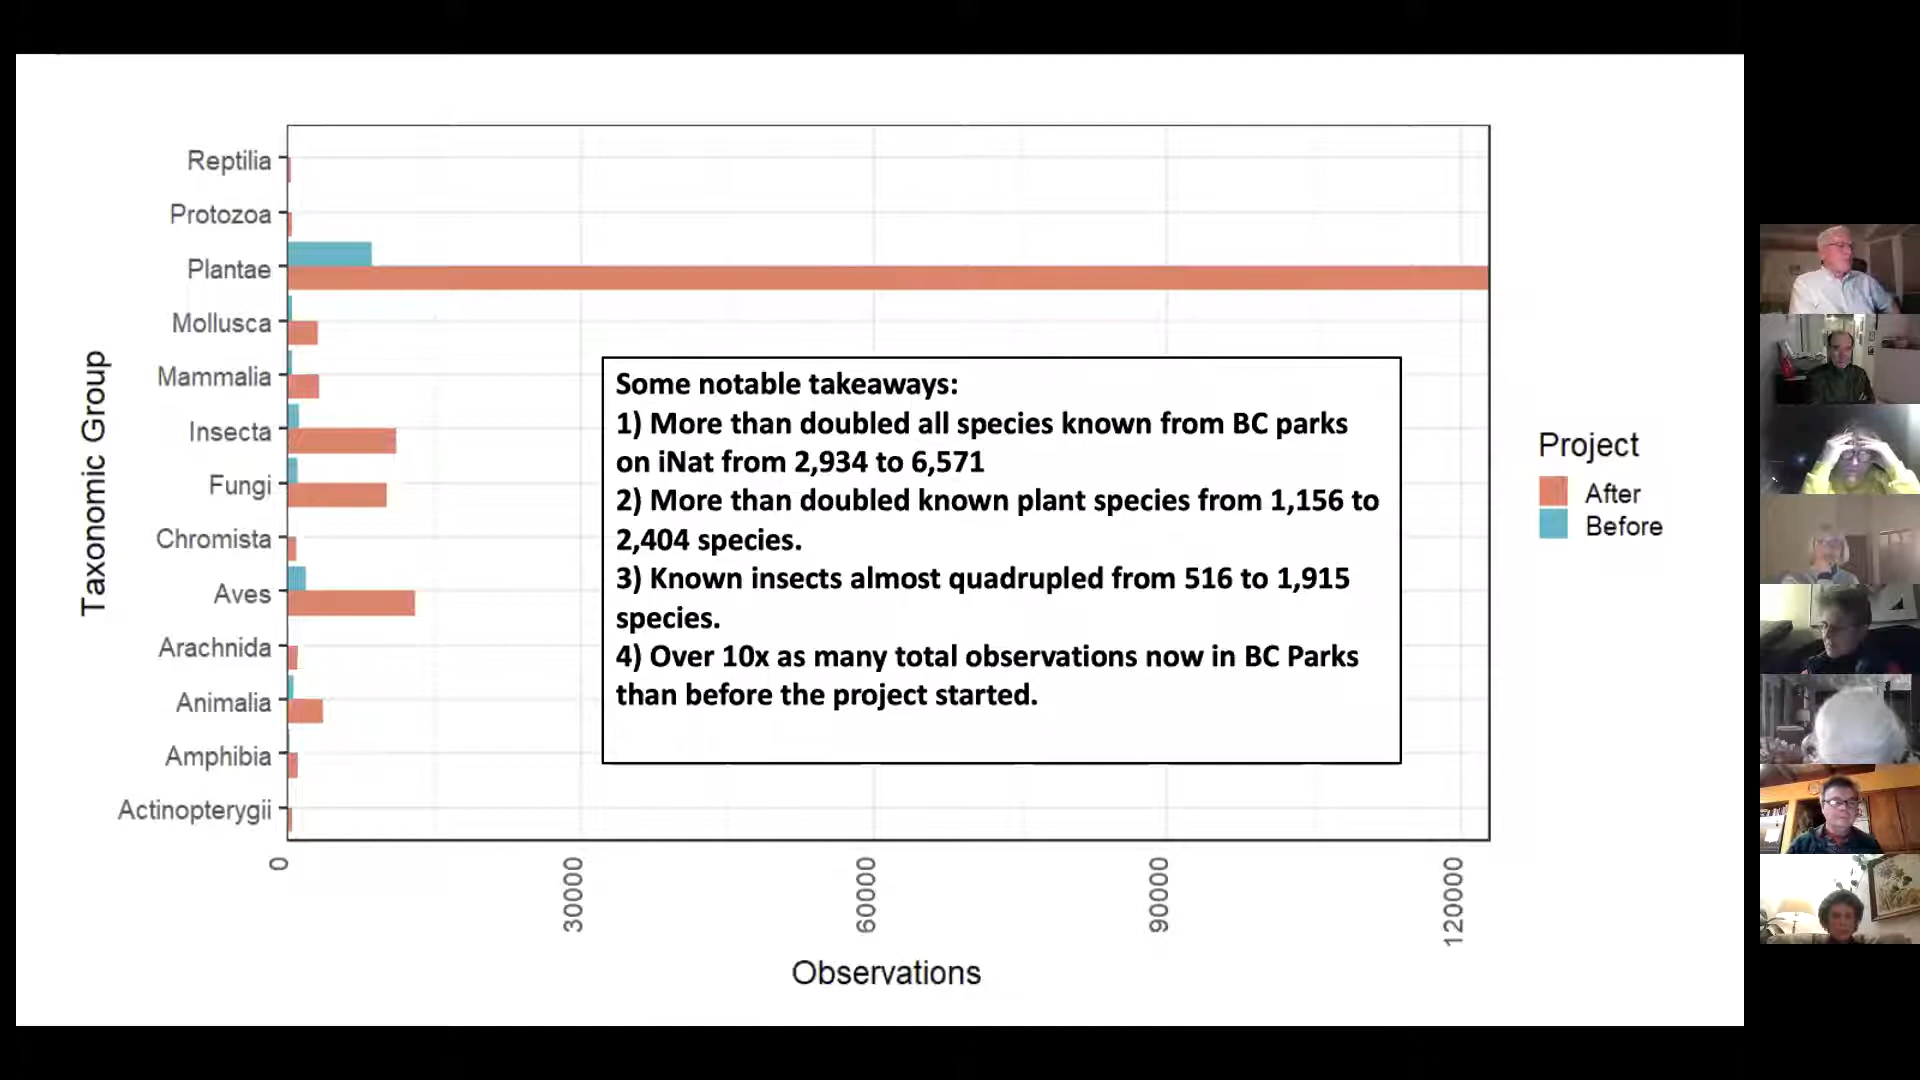 Reptilia
Protozoa
Plantae
Mollusca
Mammalia
Insecta
Fungi
Chromista
Aves
Arachnida
Animalia
Amphibia
Actinopterygii
Taxonomic Group
Some notable takeaways:
1) More than doubled all species known from BC parks
on iNat from 2,934 to 6,571
2) More than doubled known plant species from 1,156 to
2,404 species.
3) Known insects almost quadrupled from 516 to 1,915
species.
4) Over 10x as many total observations now in BC Parks
than before the project started.
Project
After
Before
0
30000
60000
90000
120000
Observations